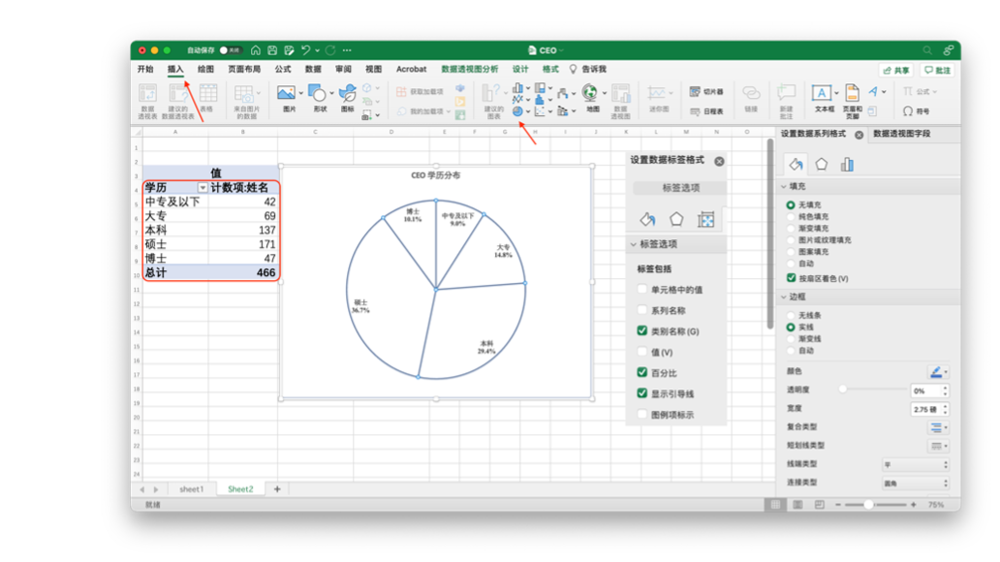 自动保存 关闭 CEO
开始 插入 绘图 页面布局 公式 数据 审阅 视图 Acrobat 数据透视图分析 设计 格式 告诉我 共享 批注
数据透视表 建议的数据透视表 表格 来自图片的数据 图片 形状 图标 获取加载项 我的加载项 建议的图表 地图 数据透视图 迷你图 切片器 日程表 链接 新建批注 文本框 页眉和页脚 公式 符号
A B C D E F G H I J K L M N O
值
学历 计数项:姓名
中专及以下 42
大专 69
本科 137
硕士 171
博士 47
总计 466
CEO 学历分布
博士
10.1%
中专及以下
9.0%
大专
14.8%
硕士
36.7%
本科
29.4%
设置数据标签格式
标签选项
标签选项
标签包括
单元格中的值
系列名称
类别名称(G)
值(V)
百分比
显示引导线
图例项标示
设置数据系列格式 数据透视图字段
填充
无填充
纯色填充
渐变填充
图片或纹理填充
图案填充
自动
按扇区着色(V)
边框
无线条
实线
渐变线
自动
颜色
透明度 0%
宽度 2.75 磅
复合类型
短划线类型
线端类型 平
连接类型 圆角
sheet1 Sheet2 +
就绪 75%